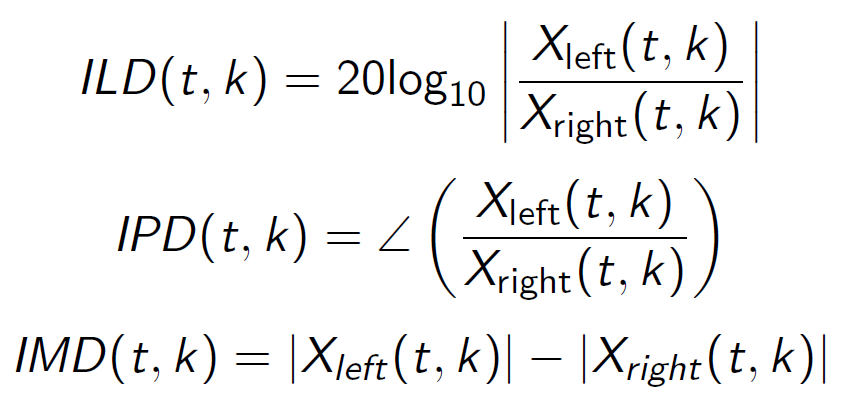 ILD(t, k) = 20log₁₀ |X_left(t, k) / X_right(t, k)|
IPD(t, k) = ∠ (X_left(t, k) / X_right(t, k))
IMD(t, k) = |X_left(t, k)| − |X_right(t, k)|